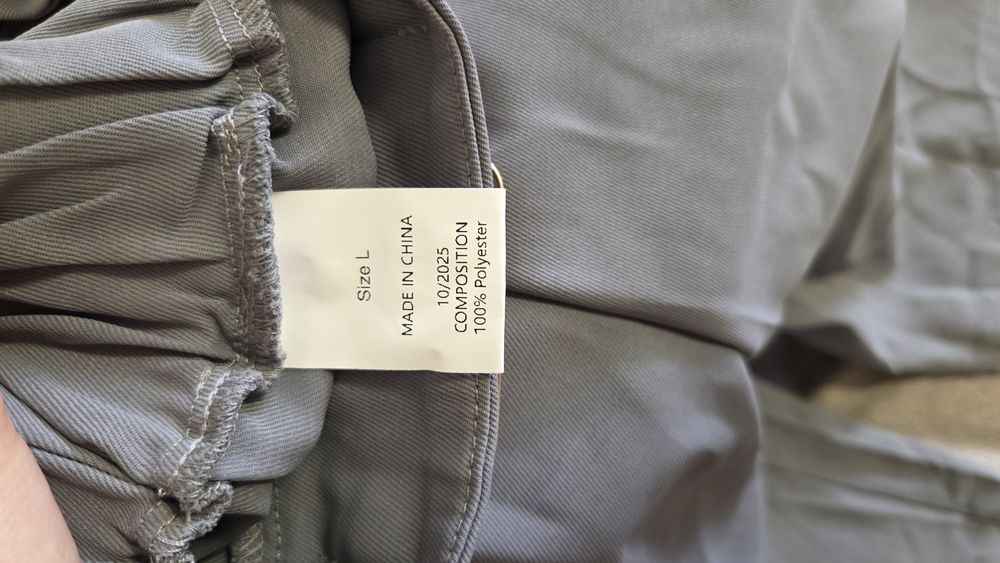 Size L
MADE IN CHINA
10/2025
COMPOSITION
100% Polyester